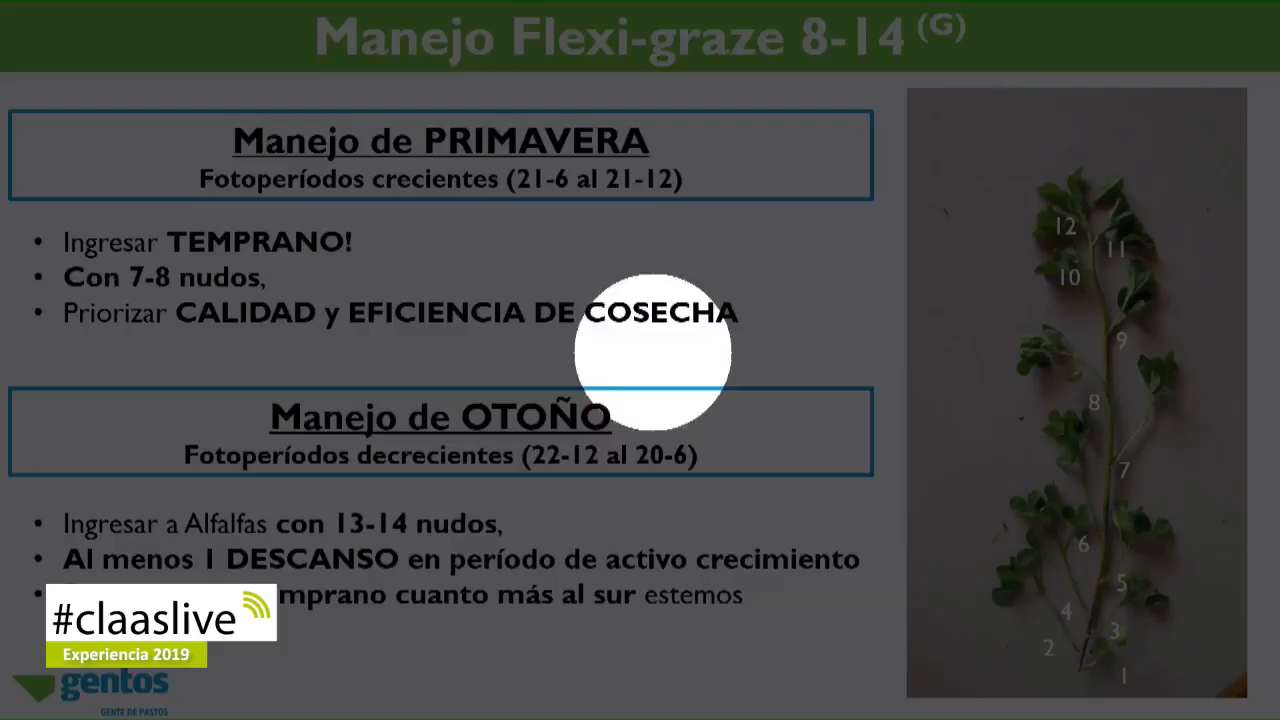 Manejo Flexi-graze 8-14 (G)
Manejo de PRIMAVERA
Fotoperíodos crecientes (21-6 al 21-12)
• Ingresar TEMPRANO!
• Con 7-8 nudos,
• Priorizar CALIDAD y EFICIENCIA DE COSECHA
Manejo de OTOÑO
Fotoperíodos decrecientes (22-12 al 20-6)
• Ingresar a Alfalfas con 13-14 nudos,
• Al menos 1 DESCANSO en período de activo crecimiento
• cuanto más al sur estemos
#claaslive
Experiencia 2019
gentos
GENTE DE PASTOS
12
11
10
9
8
7
6
5
4
3
2
1